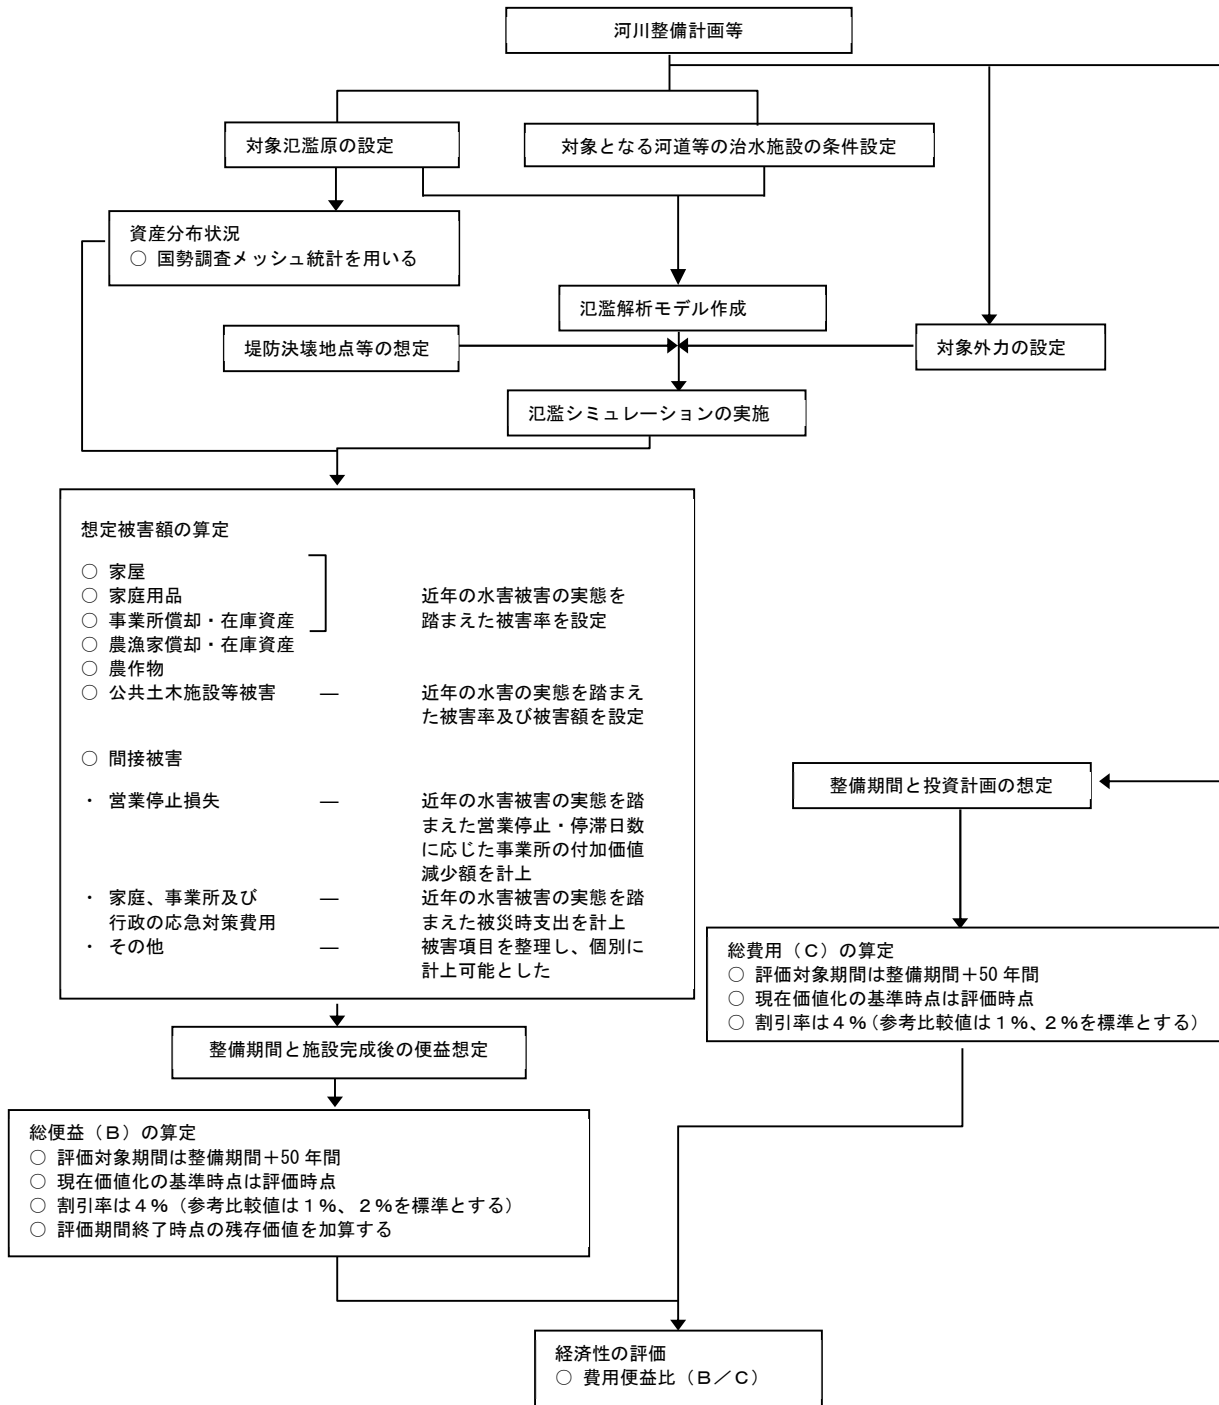 河川整備計画等
対象氾濫原の設定
対象となる河道等の治水施設の条件設定
資産分布状況
○ 国勢調査メッシュ統計を用いる
氾濫解析モデル作成
堤防決壊地点等の想定
対象外力の設定
氾濫シミュレーションの実施
想定被害額の算定
○ 家屋
○ 家庭用品
○ 事業所償却・在庫資産
近年の水害被害の実態を
踏まえた被害率を設定
○ 農漁家償却・在庫資産
○ 農作物
○ 公共土木施設等被害 ― 近年の水害の実態を踏まえ
た被害率及び被害額を設定
○ 間接被害
・ 営業停止損失 ― 近年の水害被害の実態を踏
まえた営業停止・停滞日数
に応じた事業所の付加価値
減少額を計上
・ 家庭、事業所及び ― 近年の水害被害の実態を踏
行政の応急対策費用 まえた被災時支出を計上
・ その他 ― 被害項目を整理し、個別に
計上可能とした
整備期間と投資計画の想定
総費用（C）の算定
○ 評価対象期間は整備期間＋50 年間
○ 現在価値化の基準時点は評価時点
○ 割引率は４％（参考比較値は１％、２％を標準とする）
整備期間と施設完成後の便益想定
総便益（B）の算定
○ 評価対象期間は整備期間＋50 年間
○ 現在価値化の基準時点は評価時点
○ 割引率は４％（参考比較値は１％、２％を標準とする）
○ 評価期間終了時点の残存価値を加算する
経済性の評価
○ 費用便益比（B／C）